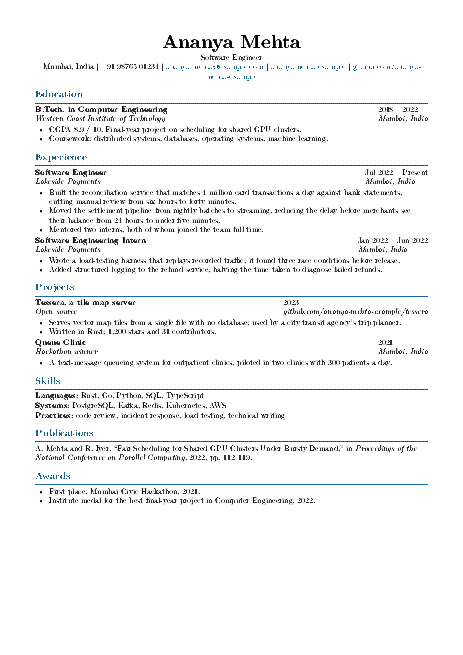 Ananya Mehta
Software Engineer
Mumbai, India | +91 98765 01234 |
Education
B.Tech. in Computer Engineering 2018 – 2022
Western Coast Institute of Technology Mumbai, India
• CGPA 8.9 / 10. Final-year project on scheduling for shared GPU clusters.
• Coursework: distributed systems, databases, operating systems, machine learning.
Experience
Software Engineer Jul 2022 – Present
Lakeside Payments Mumbai, India
• Built the reconciliation service that matches 4 million card transactions a day against bank statements,
cutting manual review from six hours to forty minutes.
• Moved the settlement pipeline from nightly batches to streaming, reducing the delay before merchants see
their balance from 24 hours to under five minutes.
• Mentored two interns, both of whom joined the team full time.
Software Engineering Intern Jan 2022 – Jun 2022
Lakeside Payments Mumbai, India
• Wrote a load-testing harness that replays recorded traffic; it found three race conditions before release.
• Added structured logging to the refund service, halving the time taken to diagnose failed refunds.
Projects
Tessera, a tile map server 2023
Open source github.com/ananya-mehta-example/tessera
• Serves vector map tiles from a single file with no database; used by a city transit agency's trip planner.
• Written in Rust; 1,200 stars and 31 contributors.
Queue Clinic 2021
Hackathon winner Mumbai, India
• A text-message queueing system for outpatient clinics, piloted in two clinics with 300 patients a day.
Skills
Languages: Rust, Go, Python, SQL, TypeScript
Systems: PostgreSQL, Kafka, Redis, Kubernetes, AWS
Practices: code review, incident response, load testing, technical writing
Publications
A. Mehta and R. Iyer, “Fair Scheduling for Shared GPU Clusters Under Bursty Demand,” in Proceedings of the
National Conference on Parallel Computing, 2022, pp. 112–119.
Awards
• First place, Mumbai Civic Hackathon, 2021.
• Institute medal for the best final-year project in Computer Engineering, 2022.